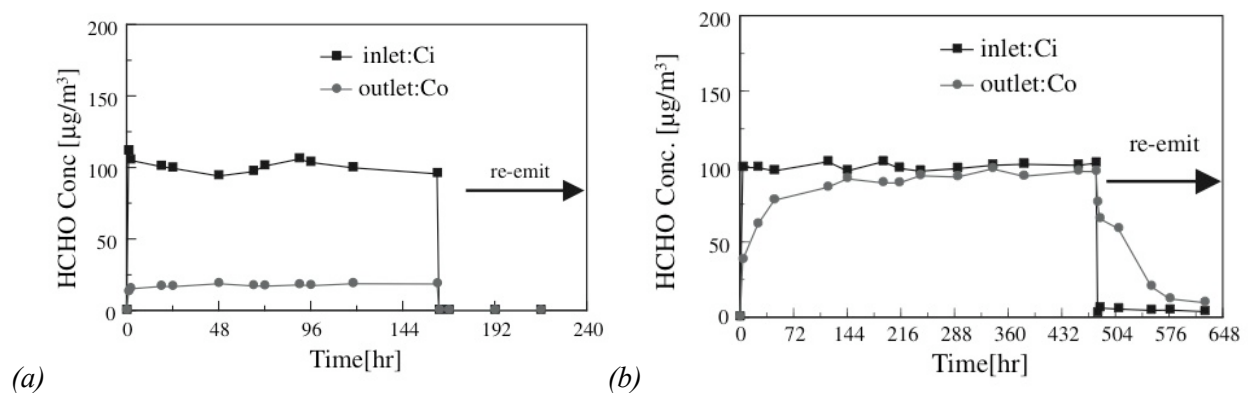 200
150
100
50
0
HCHO Conc [µg/m³]
inlet:Ci
outlet:Co
re-emit
0 48 96 144 192 240
Time[hr]
(a)
200
150
100
50
0
HCHO Conc. [µg/m³]
inlet:Ci
outlet:Co
re-emit
0 72 144 216 288 360 432 504 576 648
Time[hr]
(b)